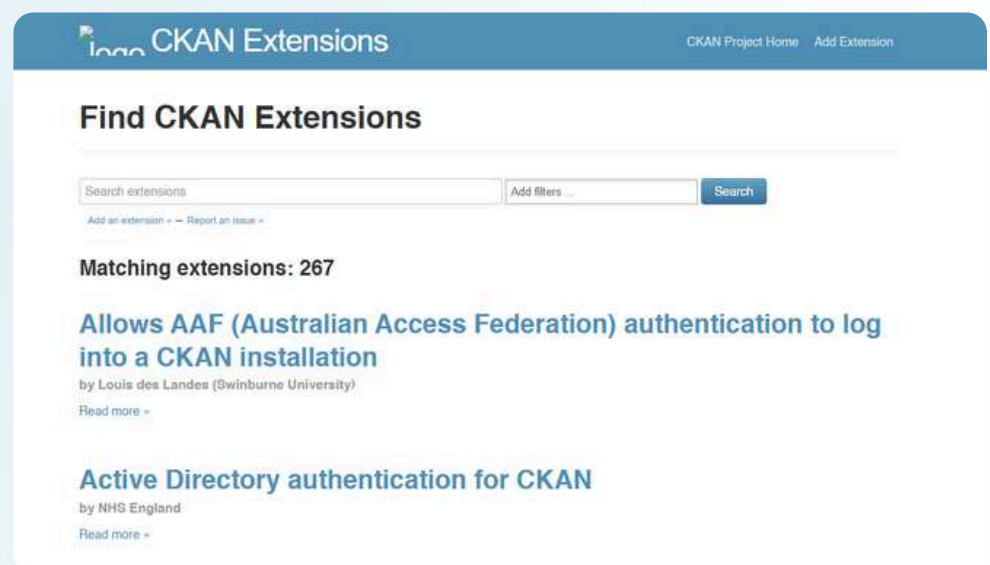 logo CKAN Extensions
CKAN Project Home Add Extension
Find CKAN Extensions
Search extensions
Add filters ...
Search
Add an extension » — Report an issue »
Matching extensions: 267
Allows AAF (Australian Access Federation) authentication to log
into a CKAN installation
by Louis des Landes (Swinburne University)
Read more »
Active Directory authentication for CKAN
by NHS England
Read more »